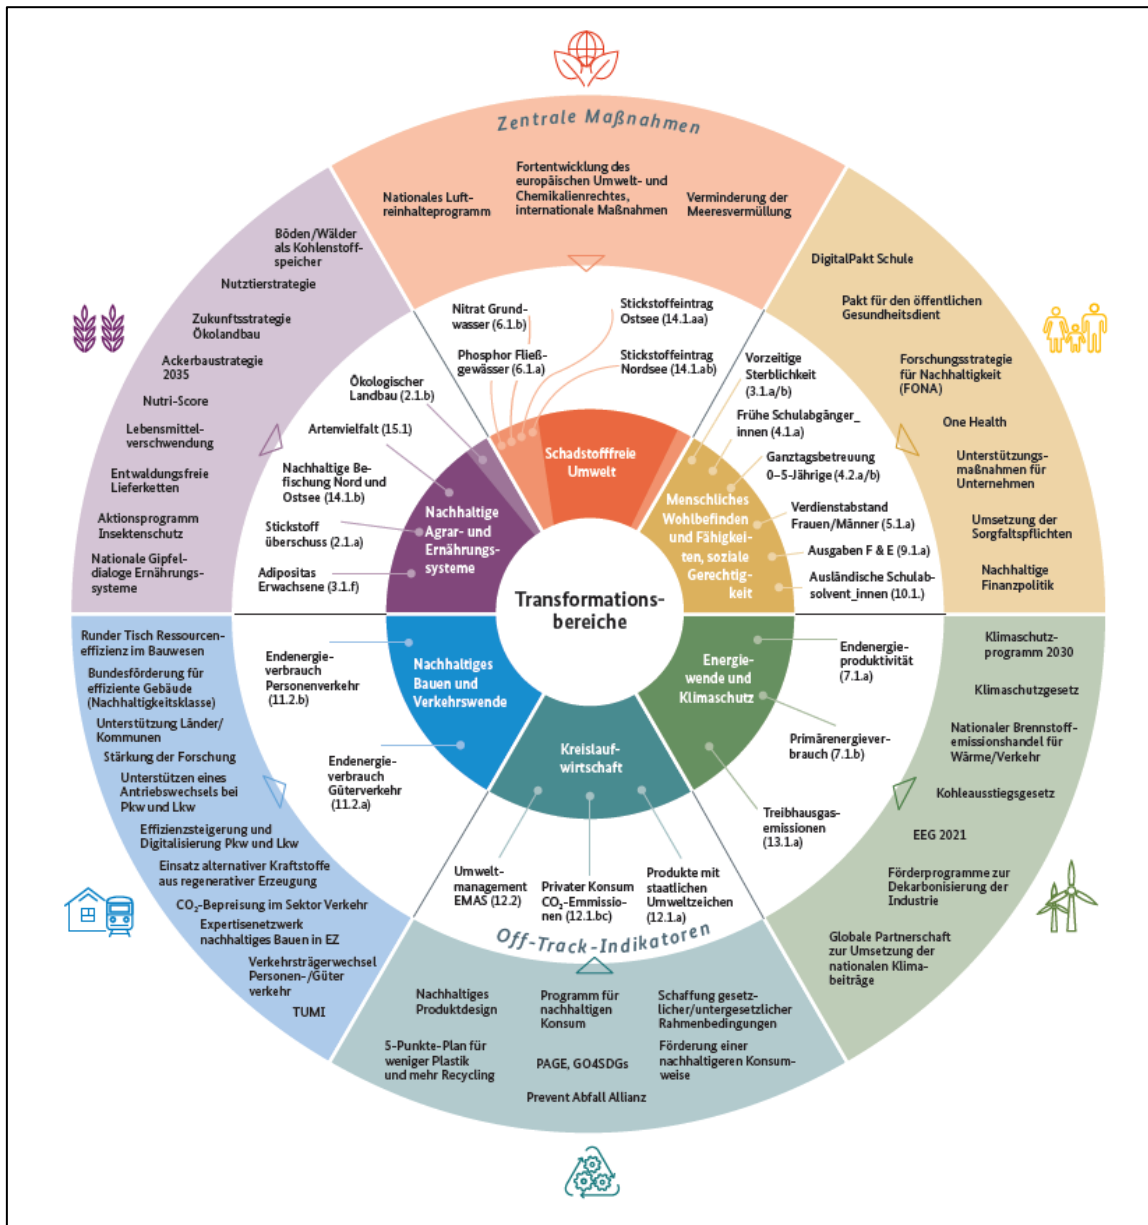 Zentrale Maßnahmen
Nationales Luft-
reinhalteprogramm
Fortentwicklung des
europäischen Umwelt- und
Chemikalienrechtes,
internationale Maßnahmen
Verminderung der
Meeresvermüllung
Nitrat Grund-
wasser (6.1.b)
Phosphor Fließ-
gewässer (6.1.a)
Stickstoffeintrag
Ostsee (14.1.aa)
Stickstoffeintrag
Nordsee (14.1.ab)
Schadstofffreie
Umwelt
DigitalPakt Schule
Pakt für den öffentlichen
Gesundheitsdient
Forschungsstrategie
für Nachhaltigkeit
(FONA)
One Health
Unterstützungs-
maßnahmen für
Unternehmen
Umsetzung der
Sorgfaltspflichten
Nachhaltige
Finanzpolitik
Vorzeitige
Sterblichkeit
(3.1.a/b)
Frühe Schulabgänger_
innen (4.1.a)
Ganztagsbetreuung
0–5-Jährige (4.2.a/b)
Verdienstabstand
Frauen/Männer (5.1.a)
Ausgaben F & E (9.1.a)
Ausländische Schulab-
solvent_innen (10.1.)
Menschliches
Wohlbefinden
und Fähigkei-
ten, soziale
Gerechtig-
keit
Klimaschutz-
programm 2030
Klimaschutzgesetz
Nationaler Brennstoff-
emissionshandel für
Wärme/Verkehr
Kohleausstiegsgesetz
EEG 2021
Förderprogramme zur
Dekarbonisierung der
Industrie
Globale Partnerschaft
zur Umsetzung der
nationalen Klima-
beiträge
Endenergie-
produktivität
(7.1.a)
Primärenergiever-
brauch (7.1.b)
Treibhausgas-
emissionen
(13.1.a)
Energie-
wende und
Klimaschutz
Kreislauf-
wirtschaft
Umwelt-
management
EMAS (12.2)
Privater Konsum
CO₂-Emmissio-
nen (12.1.bc)
Produkte mit
staatlichen
Umweltzeichen
(12.1.a)
Off-Track-Indikatoren
Nachhaltiges
Produktdesign
Programm für
nachhaltigen
Konsum
Schaffung gesetz-
licher/untergesetzlicher
Rahmenbedingungen
5-Punkte-Plan für
weniger Plastik
und mehr Recycling
PAGE, GO4SDGs
Förderung einer
nachhaltigeren Konsum-
weise
Prevent Abfall Allianz
Runder Tisch Ressourcen-
effizienz im Bauwesen
Bundesförderung für
effiziente Gebäude
(Nachhaltigkeitsklasse)
Unterstützung Länder/
Kommunen
Stärkung der Forschung
Unterstützen eines
Antriebswechsels bei
Pkw und Lkw
Effizienzsteigerung und
Digitalisierung Pkw und Lkw
Einsatz alternativer Kraftstoffe
aus regenerativer Erzeugung
CO₂-Bepreisung im Sektor Verkehr
Expertisenetzwerk
nachhaltiges Bauen in EZ
Verkehrsträgerwechsel
Personen-/Güter
verkehr
TUMI
Endenergie-
verbrauch
Personenverkehr
(11.2.b)
Endenergie-
verbrauch
Güterverkehr
(11.2.a)
Nachhaltiges
Bauen und
Verkehrswende
Böden/Wälder
als Kohlenstoff-
speicher
Nutztierstrategie
Zukunftsstrategie
Ökolandbau
Ackerbaustrategie
2035
Nutri-Score
Lebensmittel-
verschwendung
Entwaldungsfreie
Lieferketten
Aktionsprogramm
Insektenschutz
Nationale Gipfel-
dialoge Ernährungs-
systeme
Ökologischer
Landbau (2.1.b)
Artenvielfalt (15.1)
Nachhaltige Be-
fischung Nord und
Ostsee (14.1.b)
Stickstoff
überschuss (2.1.a)
Adipositas
Erwachsene (3.1.f)
Nachhaltige
Agrar- und
Ernährungs-
systeme
Transformations-
bereiche